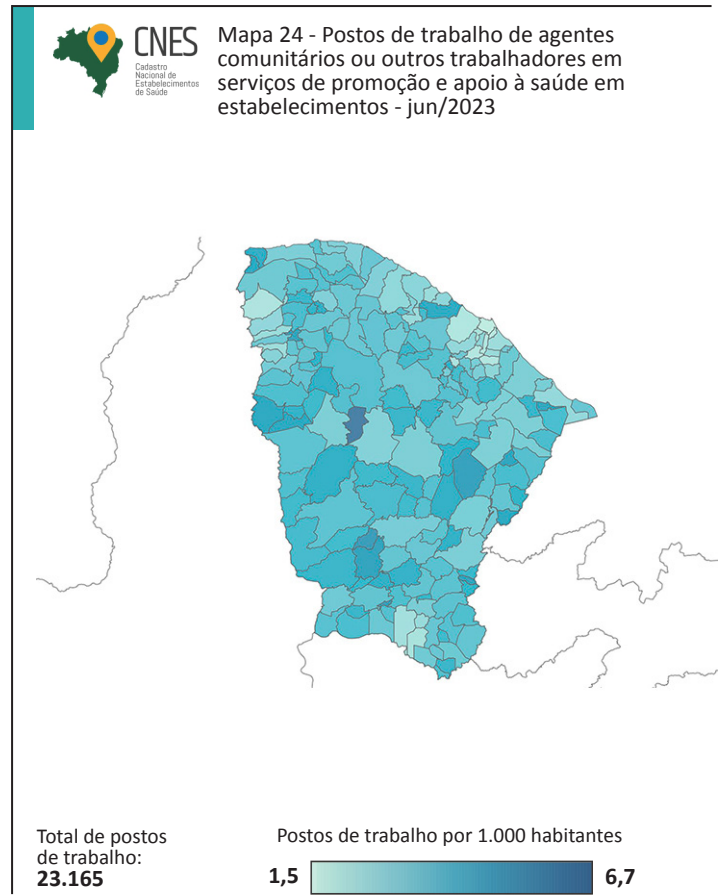 CNES
Cadastro
Nacional de
Estabelecimentos
de Saúde
Mapa 24 - Postos de trabalho de agentes
comunitários ou outros trabalhadores em
serviços de promoção e apoio à saúde em
estabelecimentos - jun/2023
Total de postos
de trabalho:
23.165
Postos de trabalho por 1.000 habitantes
1,5 6,7